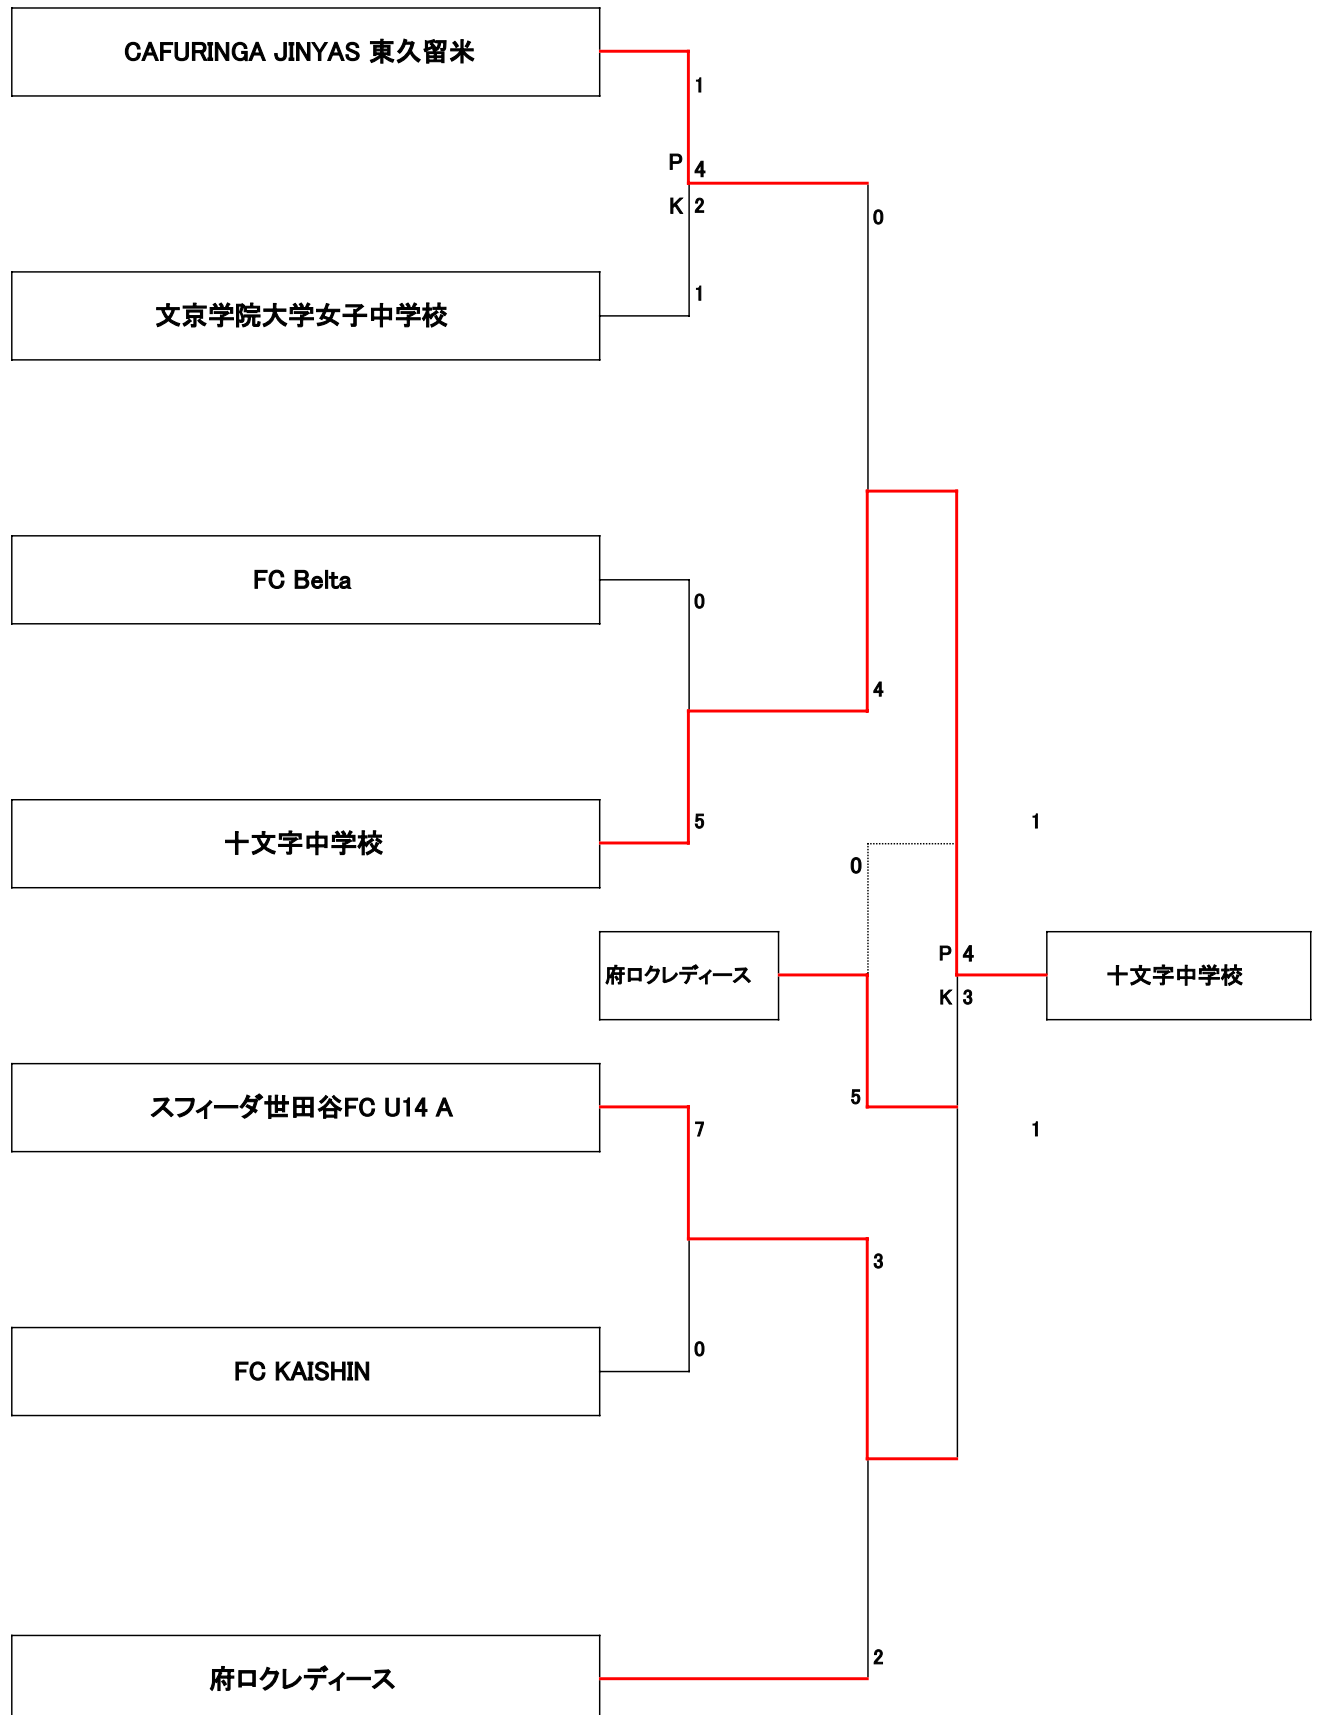 CAFURINGA JINYAS 東久留米
1
P 4
K 2
0
1
文京学院大学女子中学校
FC Belta
0
4
5
十文字中学校
1
0
P 4
府ロクレディース
十文字中学校
K 3
5
スフィーダ世田谷FC U14 A
7
1
3
0
FC KAISHIN
2
府ロクレディース